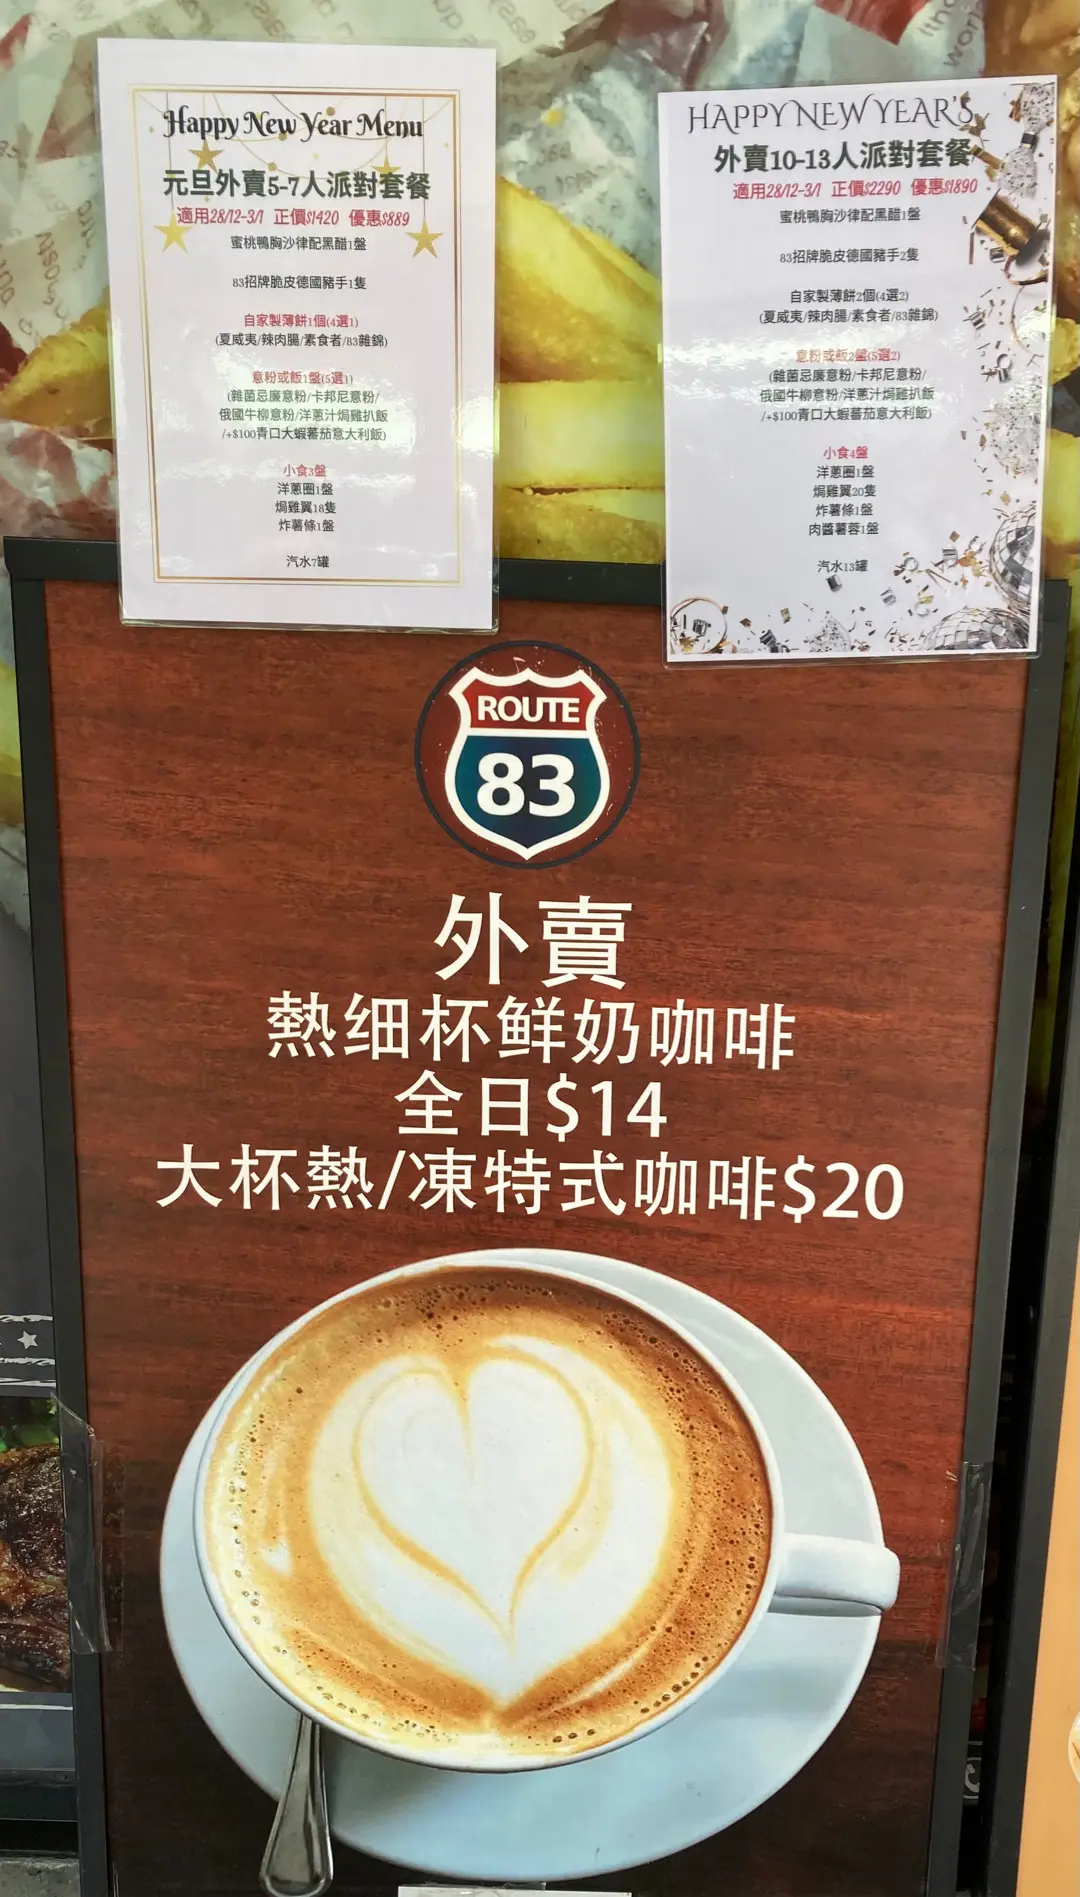 Happy New Year Menu
元旦外賣5-7人派對套餐
適用28/12-3/1 正價$1420 優惠$889
蜜桃鴨胸沙律配黑醋1盤
83招牌脆皮德國豬手1隻
自家製薄餅1個(4選1)
(夏威夷/辣肉腸/素食者/83雜錦)
意粉或飯1盤(5選1)
(雜菌忌廉意粉/卡邦尼意粉/
俄國牛柳意粉/洋蔥汁焗雞扒飯
/+$100青口大蝦蕃茄意大利飯)
小食3盤
洋蔥圈1盤
焗雞翼18隻
炸薯條1盤
汽水7罐
HAPPY NEW YEAR'S
外賣10-13人派對套餐
適用28/12-3/1 正價$2290 優惠$1890
蜜桃鴨胸沙律配黑醋1盤
83招牌脆皮德國豬手2隻
自家製薄餅2個(4選2)
(夏威夷/辣肉腸/素食者/83雜錦)
意粉或飯2盤(5選2)
(雜菌忌廉意粉/卡邦尼意粉/
俄國牛柳意粉/洋蔥汁焗雞扒飯
/+$100青口大蝦蕃茄意大利飯)
小食4盤
洋蔥圈1盤
焗雞翼20隻
炸薯條1盤
肉醬薯蓉1盤
汽水13罐
ROUTE
83
外賣
熱细杯鲜奶咖啡
全日$14
大杯熱/凍特式咖啡$20